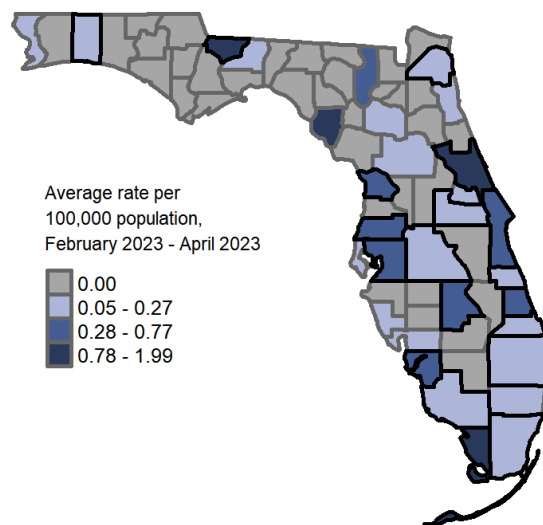 Average rate per
100,000 population,
February 2023 - April 2023
0.00
0.05 - 0.27
0.28 - 0.77
0.78 - 1.99